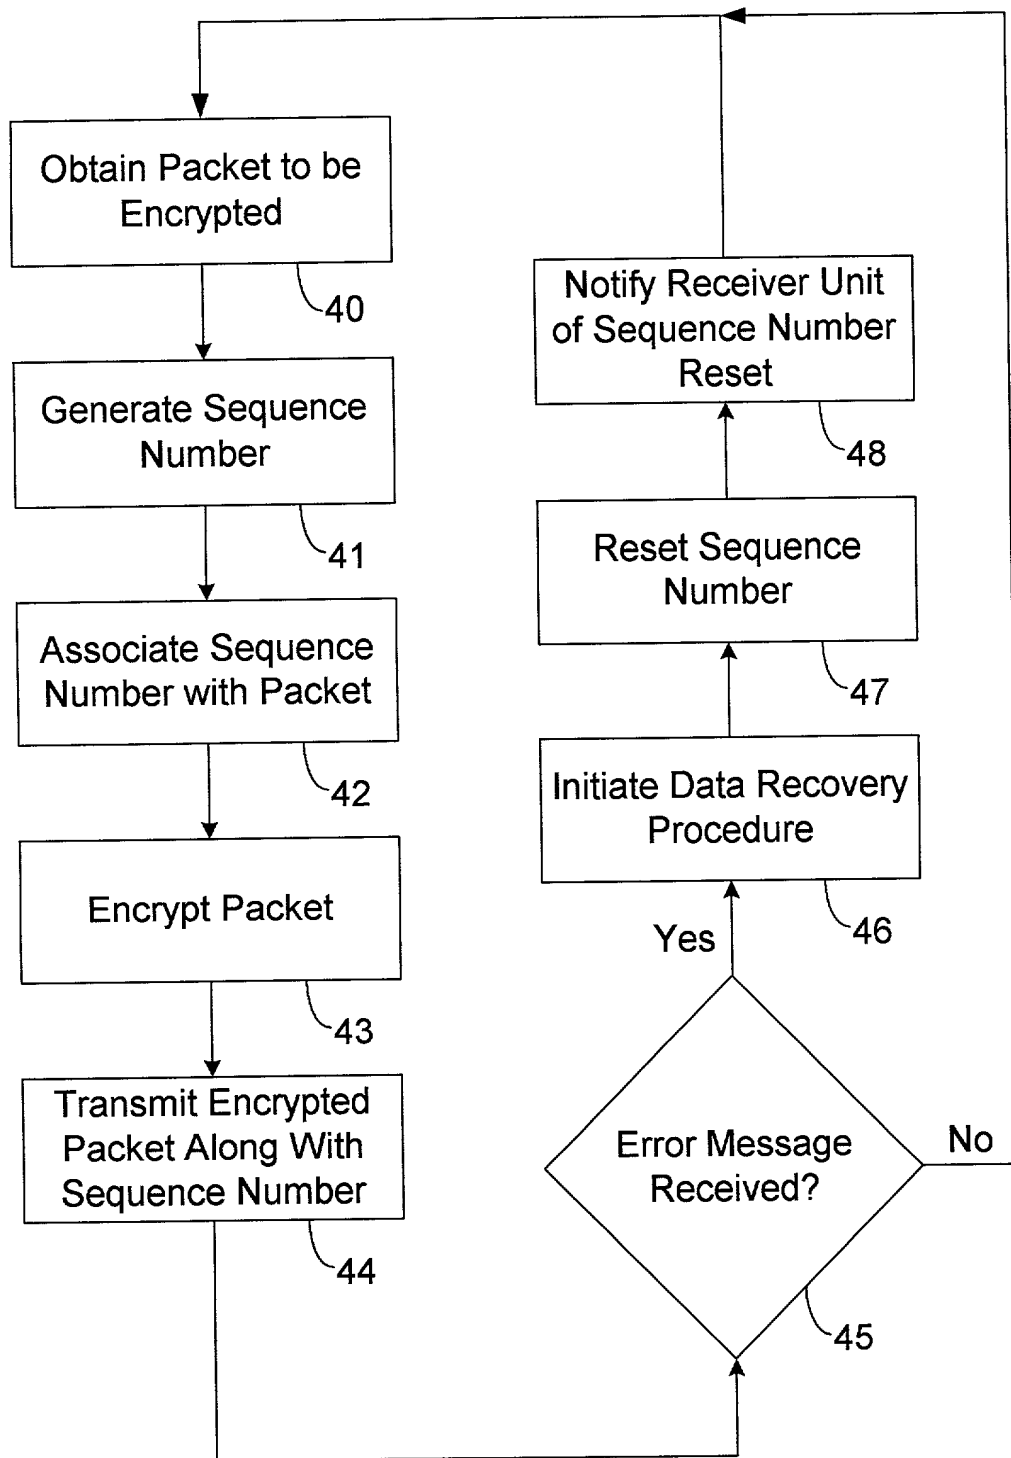 Obtain Packet to be
Encrypted
40
Generate Sequence
Number
41
Associate Sequence
Number with Packet
42
Encrypt Packet
43
Transmit Encrypted
Packet Along With
Sequence Number
44
Notify Receiver Unit
of Sequence Number
Reset
48
Reset Sequence
Number
47
Initiate Data Recovery
Procedure
46
Yes
Error Message
Received?
No
45